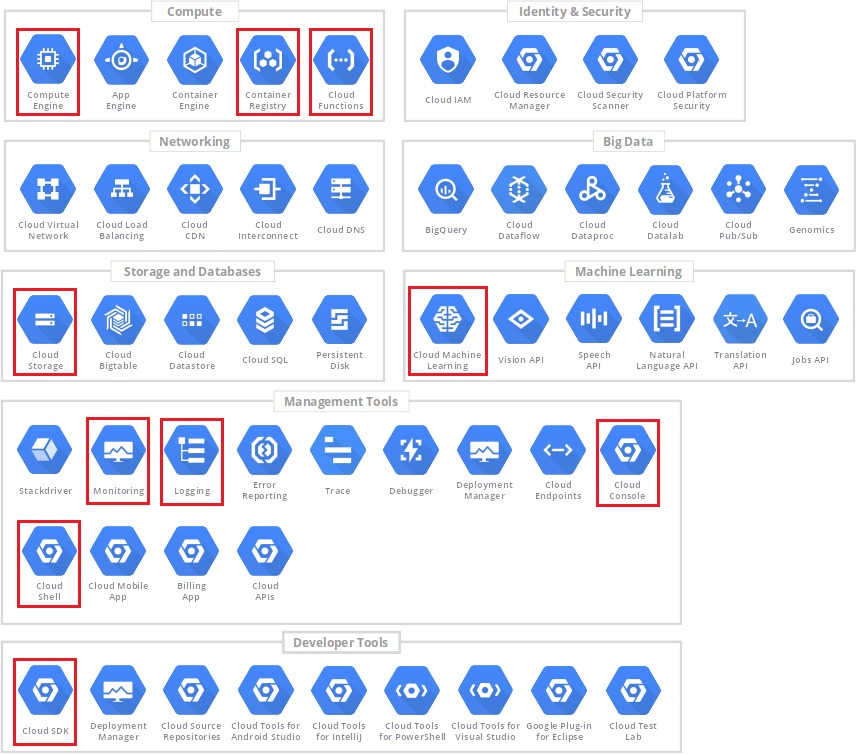 Compute
Compute
Engine
App
Engine
Container
Engine
Container
Registry
Cloud
Functions
Identity & Security
Cloud IAM
Cloud Resource
Manager
Cloud Security
Scanner
Cloud Platform
Security
Networking
Cloud Virtual
Network
Cloud Load
Balancing
Cloud
CDN
Cloud
Interconnect
Cloud DNS
Big Data
BigQuery
Cloud
Dataflow
Cloud
Dataproc
Cloud
Datalab
Cloud
Pub/Sub
Genomics
Storage and Databases
Cloud
Storage
Cloud
Bigtable
Cloud
Datastore
Cloud SQL
Persistent
Disk
Machine Learning
Cloud Machine
Learning
Vision API
Speech
API
Natural
Language API
文→A
Translation
API
Jobs API
Management Tools
Stackdriver
Monitoring
Logging
Error
Reporting
Trace
Debugger
Deployment
Manager
Cloud
Endpoints
Cloud
Console
Cloud
Shell
Cloud Mobile
App
Billing
App
Cloud
APIs
Developer Tools
Cloud SDK
Deployment
Manager
Cloud Source
Repositories
Cloud Tools for
Android Studio
Cloud Tools
for IntelliJ
Cloud Tools
for PowerShell
Cloud Tools for
Visual Studio
Google Plug-in
for Eclipse
Cloud Test
Lab